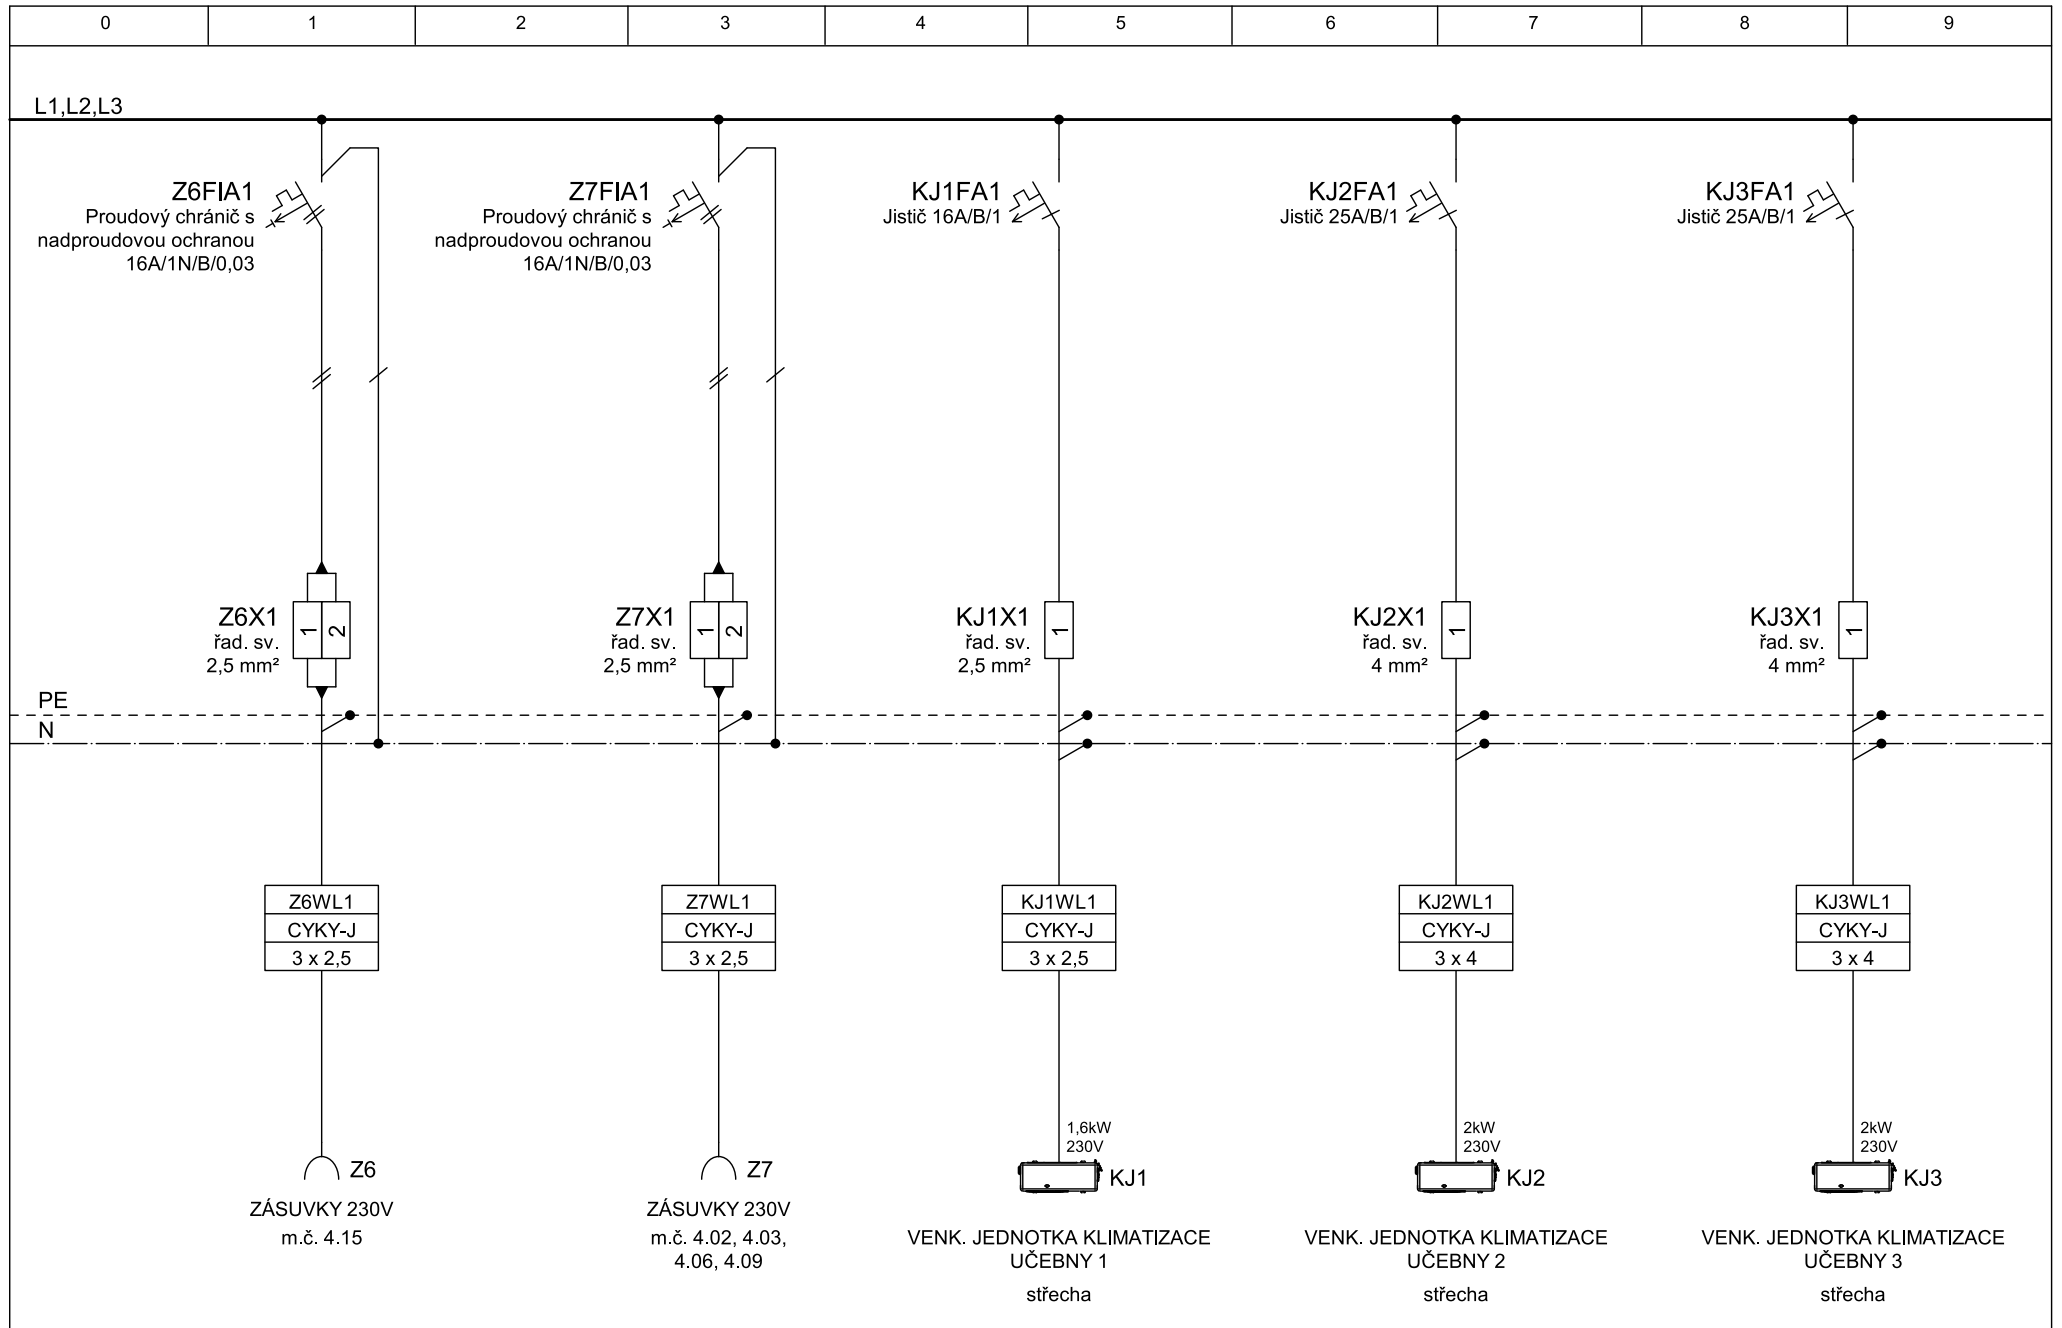 0 1 2 3 4 5 6 7 8 9
L1,L2,L3
Z6FIA1
Proudový chránič s
nadproudovou ochranou
16A/1N/B/0,03
Z7FIA1
Proudový chránič s
nadproudovou ochranou
16A/1N/B/0,03
KJ1FA1
Jistič 16A/B/1
KJ2FA1
Jistič 25A/B/1
KJ3FA1
Jistič 25A/B/1
Z6X1
řad. sv.
2,5 mm²
1 2
Z7X1
řad. sv.
2,5 mm²
1 2
KJ1X1
řad. sv.
2,5 mm²
1
KJ2X1
řad. sv.
4 mm²
1
KJ3X1
řad. sv.
4 mm²
1
PE
N
Z6WL1
CYKY-J
3 x 2,5
Z7WL1
CYKY-J
3 x 2,5
KJ1WL1
CYKY-J
3 x 2,5
KJ2WL1
CYKY-J
3 x 4
KJ3WL1
CYKY-J
3 x 4
Z6
ZÁSUVKY 230V
m.č. 4.15
Z7
ZÁSUVKY 230V
m.č. 4.02, 4.03,
4.06, 4.09
1,6kW
230V
KJ1
VENK. JEDNOTKA KLIMATIZACE
UČEBNY 1
střecha
2kW
230V
KJ2
VENK. JEDNOTKA KLIMATIZACE
UČEBNY 2
střecha
2kW
230V
KJ3
VENK. JEDNOTKA KLIMATIZACE
UČEBNY 3
střecha